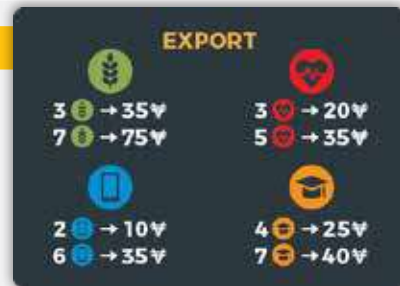 EXPORT
3 → 35₩
7 → 75₩
3 → 20₩
5 → 35₩
2 → 10₩
6 → 35₩
4 → 25₩
7 → 40₩